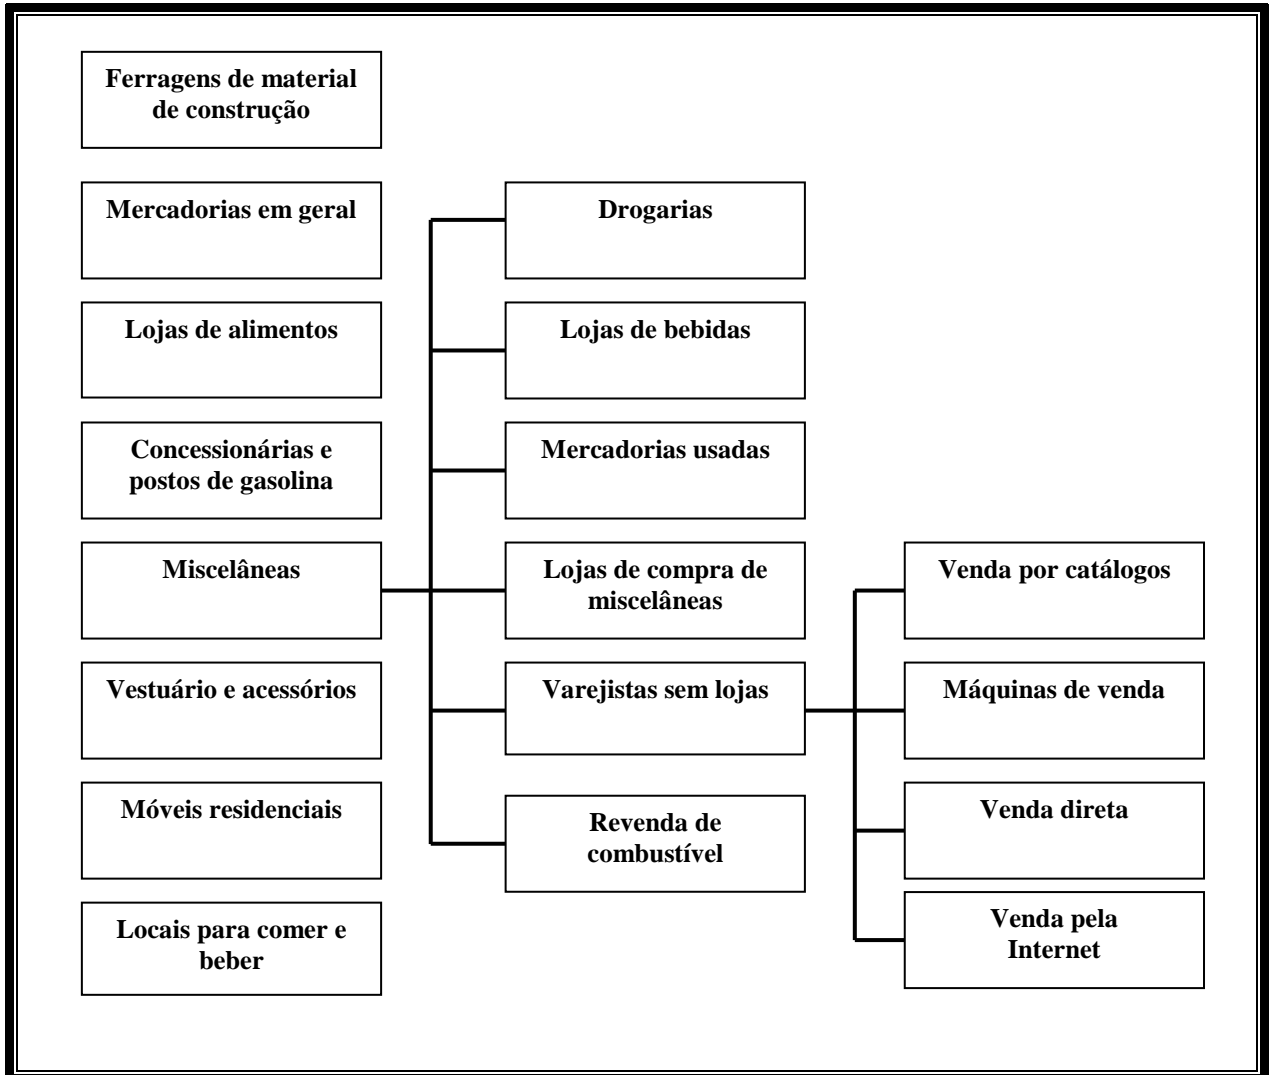 Ferragens de material
de construção
Mercadorias em geral
Lojas de alimentos
Concessionárias e
postos de gasolina
Miscelâneas
Vestuário e acessórios
Móveis residenciais
Locais para comer e
beber
Drogarias
Lojas de bebidas
Mercadorias usadas
Lojas de compra de
miscelâneas
Varejistas sem lojas
Revenda de
combustível
Venda por catálogos
Máquinas de venda
Venda direta
Venda pela
Internet